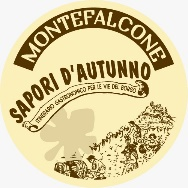 MONTEFALCONE
SAPORI D'AUTUNNO
ITINERARIO GASTRONOMICO PER LE VIE DEL BORGO